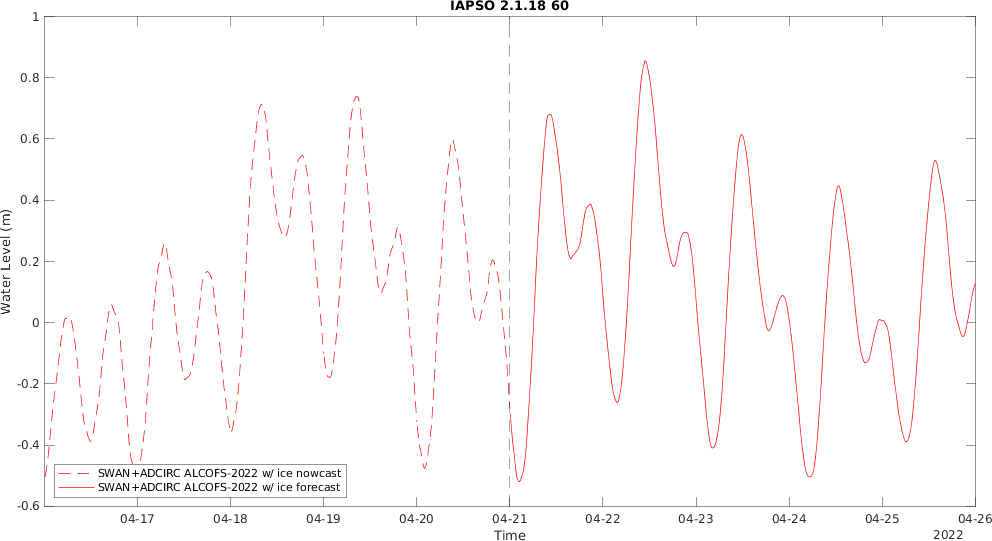 IAPSO 2.1.18 60
Water Level (m)
1
0.8
0.6
0.4
0.2
0
-0.2
-0.4
-0.6
SWAN+ADCIRC ALCOFS-2022 w/ ice nowcast
SWAN+ADCIRC ALCOFS-2022 w/ ice forecast
04-17 04-18 04-19 04-20 04-21 04-22 04-23 04-24 04-25 04-26
Time
2022